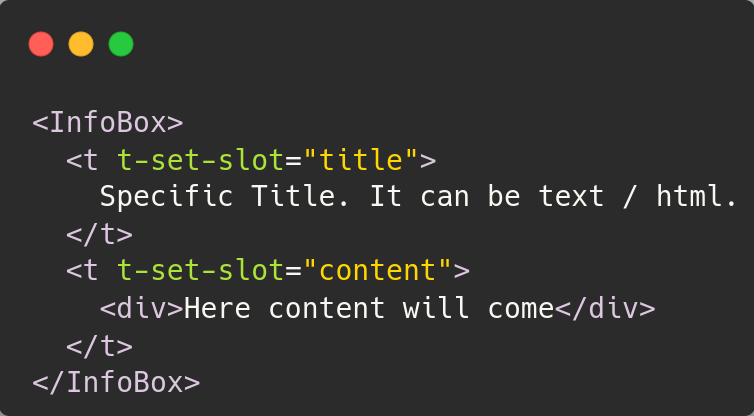 <InfoBox>
  <t t-set-slot="title">
    Specific Title. It can be text / html.
  </t>
  <t t-set-slot="content">
    <div>Here content will come</div>
  </t>
</InfoBox>